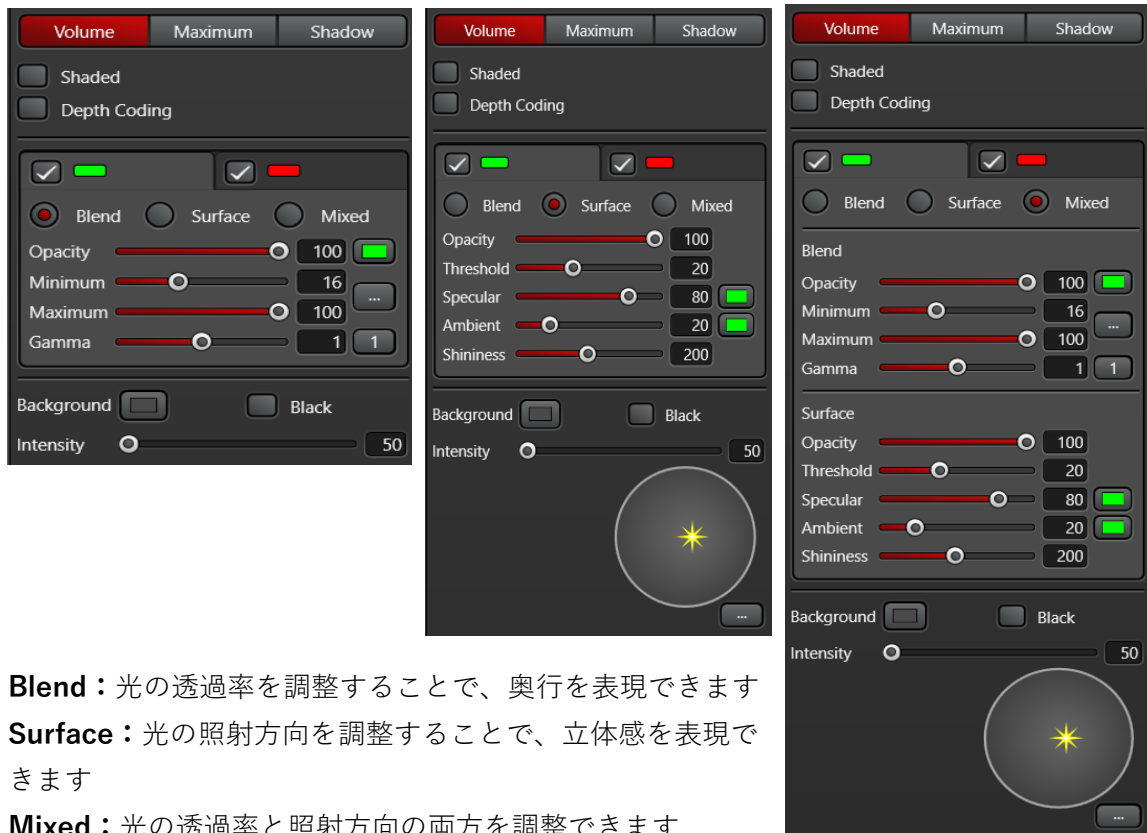 Volume Maximum Shadow
Shaded
Depth Coding
Blend Surface Mixed
Opacity 100
Minimum 16
...
Maximum 100
Gamma 1 1
Background Black
Intensity 50
Volume Maximum Shadow
Shaded
Depth Coding
Blend Surface Mixed
Opacity 100
Threshold 20
Specular 80
Ambient 20
Shininess 200
Background Black
Intensity 50
...
Volume Maximum Shadow
Shaded
Depth Coding
Blend Surface Mixed
Blend
Opacity 100
Minimum 16
...
Maximum 100
Gamma 1 1
Surface
Opacity 100
Threshold 20
Specular 80
Ambient 20
Shininess 200
Background Black
Intensity 50
...
Blend：光の透過率を調整することで、奥行を表現できます
Surface：光の照射方向を調整することで、立体感を表現で
きます
Mixed：光の透過率と照射方向の両方を調整できます